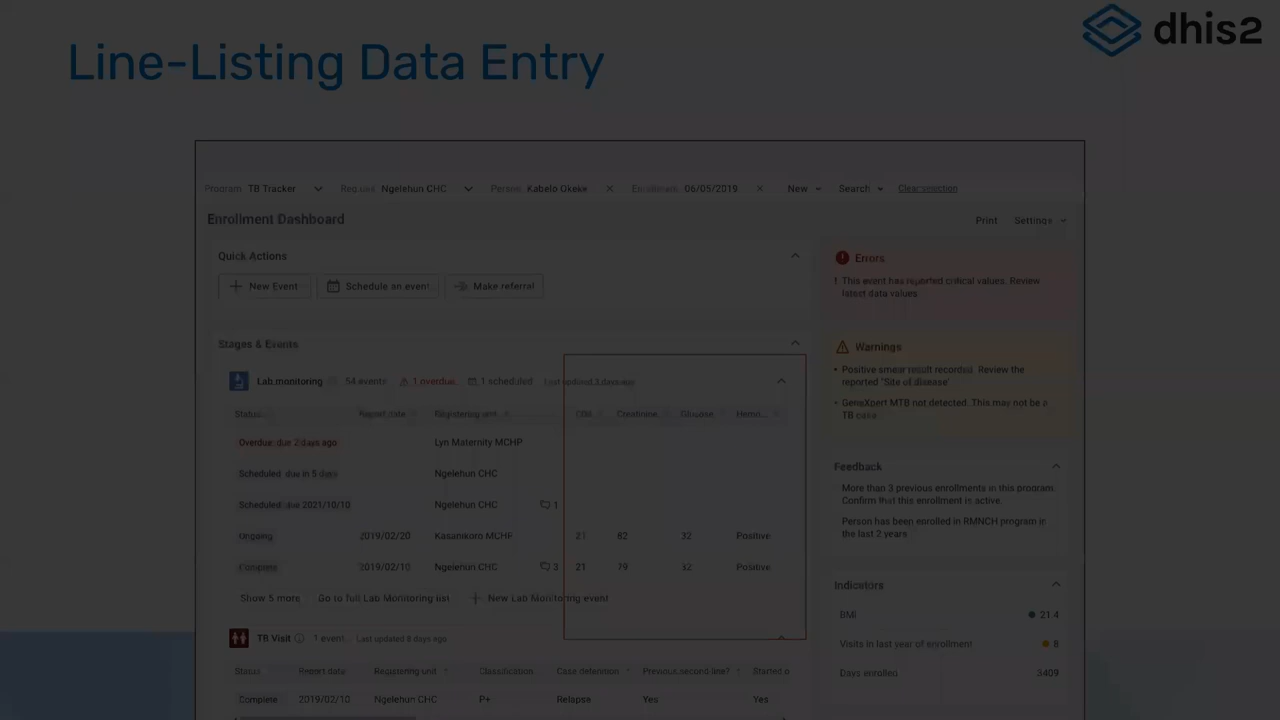 dhis2
Line-Listing Data Entry
Program TB Tracker Ngelehun CHC Kabelo Okeke 06/05/2019 New Search Clear selection
Enrollment Dashboard
Print Settings
Quick Actions
New Event Schedule an event Make referral
Errors
! This event has reported critical values. Review
latest data values.
Stages & Events
Lab monitoring 54 events 1 overdue 1 scheduled Last updated 3 days ago
Status Report date Registering unit Creatinine Glucose Hemo...
Overdue: due 2 days ago Lyn Maternity MCHP
Scheduled: due in 5 days Ngelehun CHC
Scheduled: due 2021/10/10 Ngelehun CHC 1
Ongoing 2019/02/20 Kasanikoro MCHP 21 82 32 Positive
Complete 2019/02/10 Ngelehun CHC 3 21 79 32 Positive
Show 5 more Go to full Lab Monitoring list New Lab Monitoring event
Warnings
• Positive smear result recorded. Review the
reported 'Site of disease'
• GeneXpert MTB not detected. This may not be a
TB case
Feedback
More than 3 previous enrollments in this program.
Confirm that this enrollment is active.
Person has been enrolled in RMNCH program in
the last 2 years
TB Visit 1 event Last updated 8 days ago
Status Report date Registering unit Classification Case definition Previous second line? Started o
Complete 2019/02/10 Ngelehun CHC P+ Relapse Yes Yes
Indicators
BMI 21.4
Visits in last year of enrollment 8
Days enrolled 3409